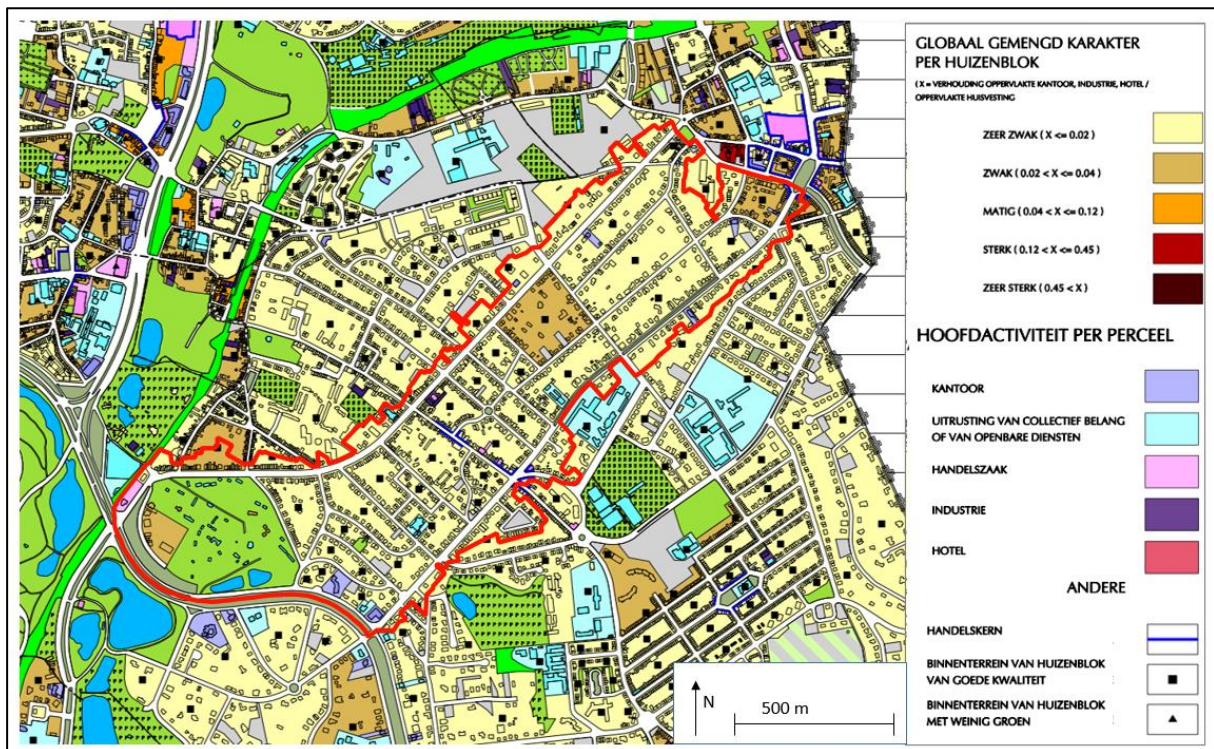 GLOBAAL GEMENGD KARAKTER
PER HUIZENBLOK
( X = VERHOUDING OPPERVLAKTE KANTOOR, INDUSTRIE, HOTEL /
OPPERVLAKTE HUISVESTING
ZEER ZWAK ( X <= 0.02 )
ZWAK ( 0.02 < X <= 0.04 )
MATIG ( 0.04 < X <= 0.12 )
STERK ( 0.12 < X <= 0.45 )
ZEER STERK ( 0.45 < X )
HOOFDACTIVITEIT PER PERCEEL
KANTOOR
UITRUSTING VAN COLLECTIEF BELANG
OF VAN OPENBARE DIENSTEN
HANDELSZAAK
INDUSTRIE
HOTEL
ANDERE
HANDELSKERN
BINNENTERREIN VAN HUIZENBLOK
VAN GOEDE KWALITEIT
BINNENTERREIN VAN HUIZENBLOK
MET WEINIG GROEN
N
500 m